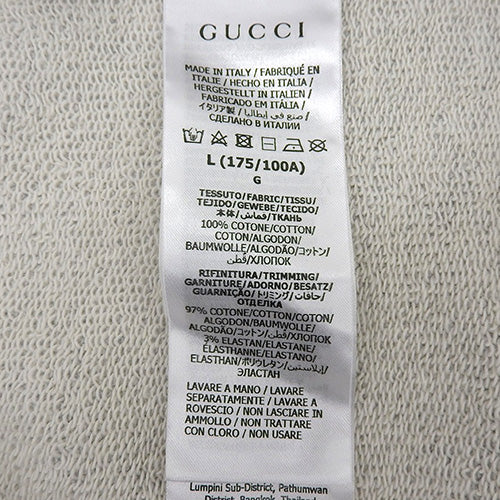 GUCCI
MADE IN ITALY / FABRIQUÉ EN
ITALIE / HECHO EN ITALIA /
HERGESTELLT IN ITALIEN /
FABRICADO EM ITÁLIA /
イタリア製 / صنع في إيطاليا /
СДЕЛАНО В ИТАЛИИ
L (175/100A)
G
TESSUTO/FABRIC/TISSU/
TEJIDO/GEWEBE/TECIDO/
本体/قماش/ТКАНЬ
100% COTONE/COTTON/
COTON/ALGODON/
BAUMWOLLE/ALGODÃO/コットン/
قطن/ХЛОПОК
RIFINITURA/TRIMMING/
GARNITURE/ADORNO/BESATZ/
GUARNIÇÃO/トリミング/حافات/
ОТДЕЛКА
97% COTONE/COTTON/COTON/
ALGODON/BAUMWOLLE/
ALGODÃO/コットン/قطن/ХЛОПОК
3% ELASTAN/ELASTANE/
ÉLASTHANNE/ELASTANO/
ELASTHAN/ポリウレタン/إيلاستين/
ЭЛАСТАН
LAVARE A MANO / LAVARE
SEPARATAMENTE / LAVARE A
ROVESCIO / NON LASCIARE IN
AMMOLLO / NON TRATTARE
CON CLORO / NON USARE
Lumpini Sub-District, Pathumwan
District, Bangkok, Thailand